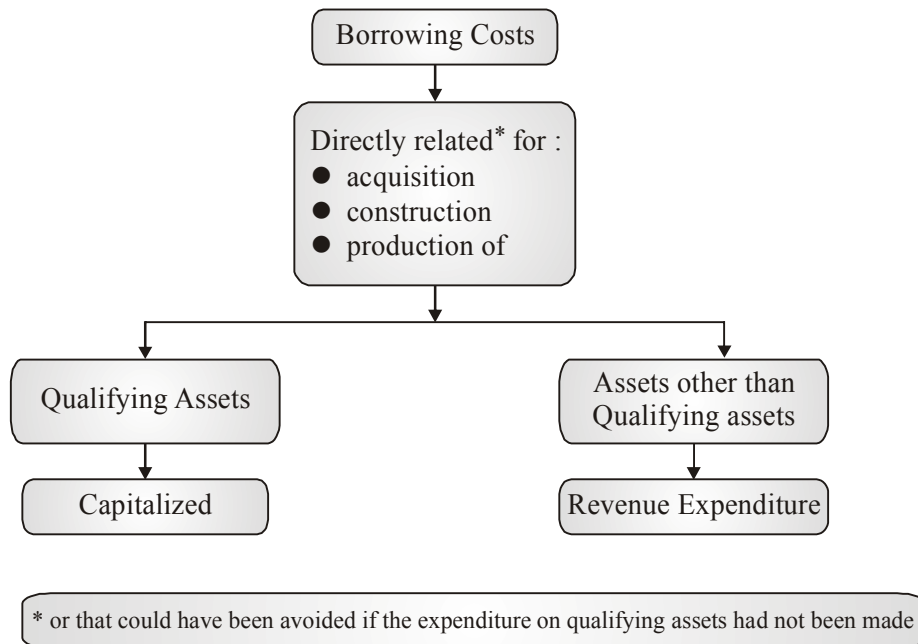 Borrowing Costs
Directly related* for :
● acquisition
● construction
● production of
Qualifying Assets
Assets other than
Qualifying assets
Capitalized
Revenue Expenditure
* or that could have been avoided if the expenditure on qualifying assets had not been made